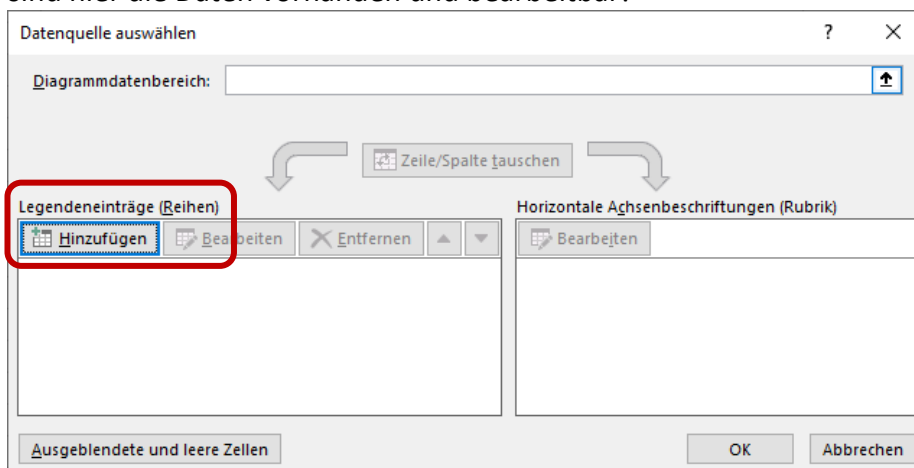 Datenquelle auswählen ? ×
Diagrammdatenbereich:
Zeile/Spalte tauschen
Legendeneinträge (Reihen) Horizontale Achsenbeschriftungen (Rubrik)
Hinzufügen Bearbeiten Entfernen Bearbeiten
Ausgeblendete und leere Zellen OK Abbrechen